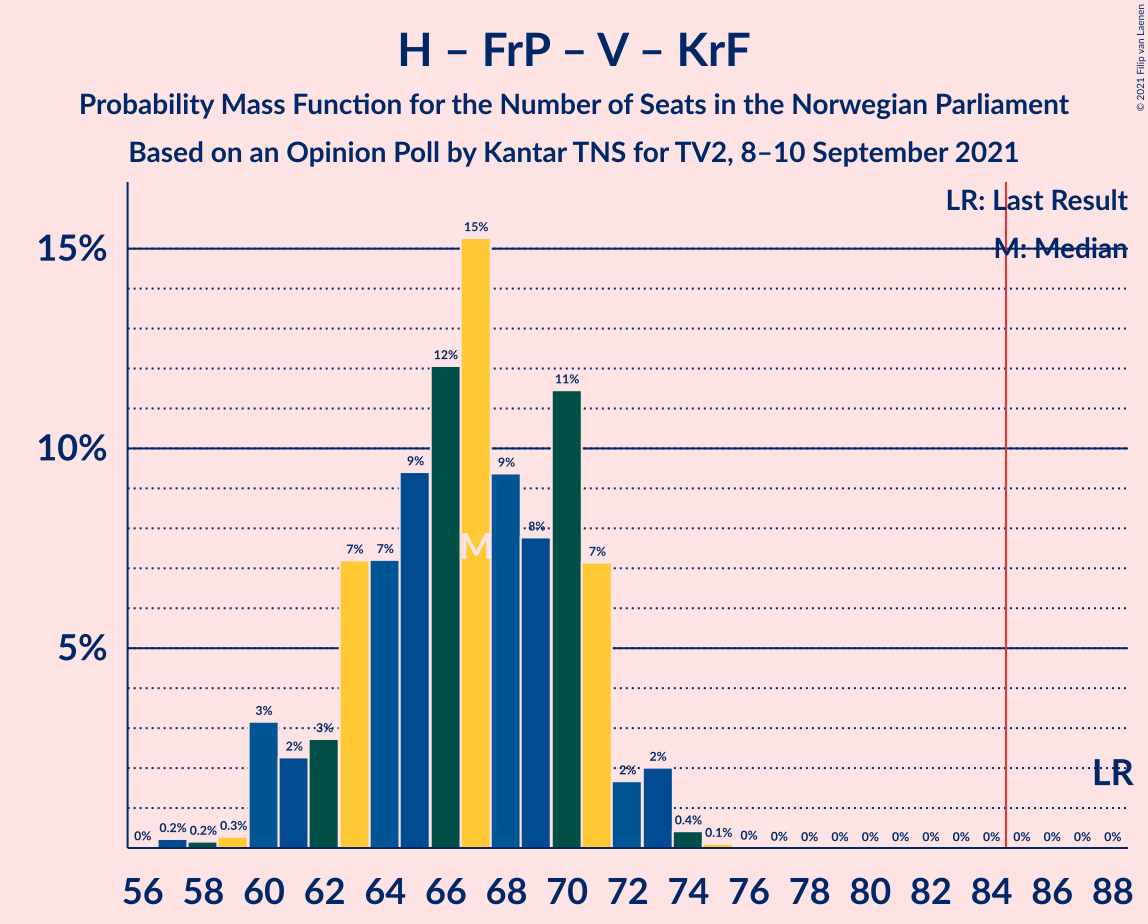 H – FrP – V – KrF
Probability Mass Function for the Number of Seats in the Norwegian Parliament
Based on an Opinion Poll by Kantar TNS for TV2, 8–10 September 2021
© 2021 Filip van Laenen
LR: Last Result
M: Median
15%
10%
5%
0% 0.2% 0.2% 0.3% 3% 2% 3% 7% 7% 9% 12% 15% 9% 8% 11% 7% 2% 2% 0.4% 0.1% 0% 0% 0% 0% 0% 0% 0% 0% 0% 0% 0% 0% 0%
M
LR
56 58 60 62 64 66 68 70 72 74 76 78 80 82 84 86 88